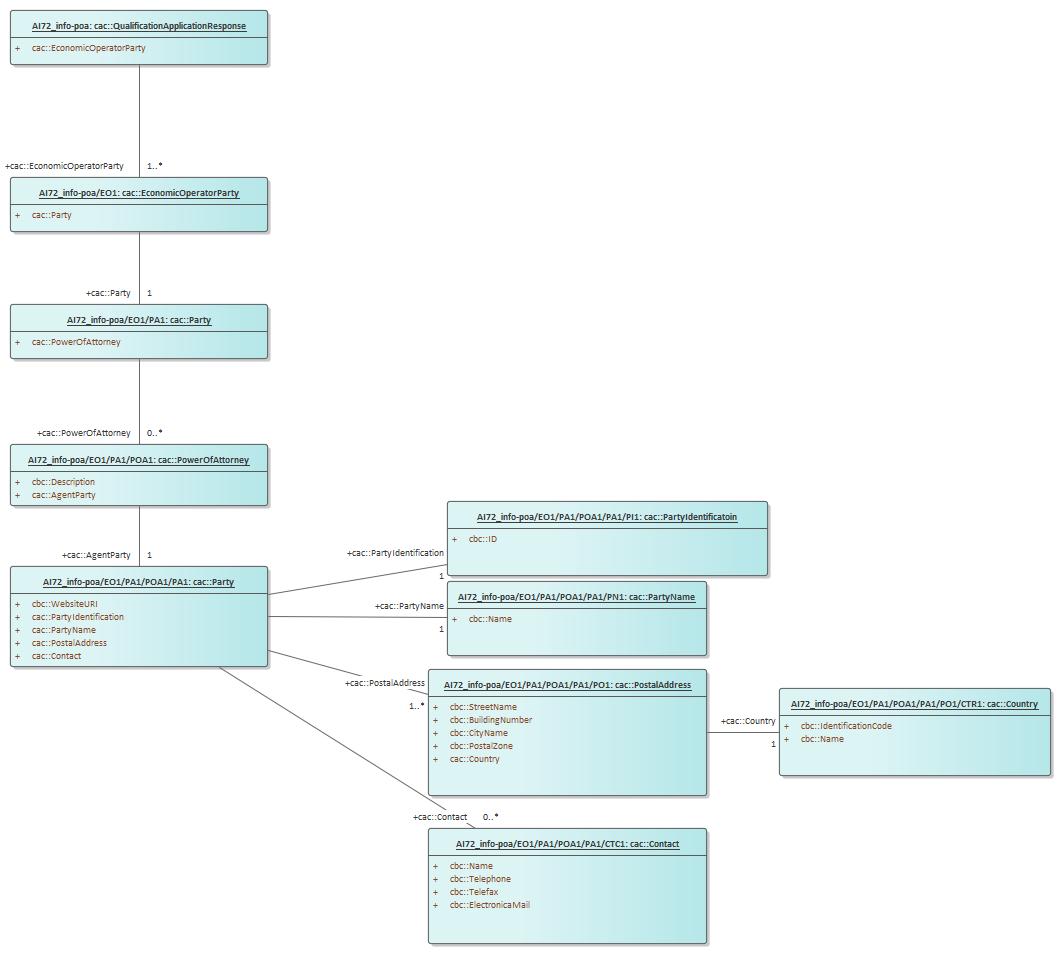 AI72_info-poa: cac::QualificationApplicationResponse
+ cac::EconomicOperatorParty
+cac::EconomicOperatorParty 1..*
AI72_info-poa/EO1: cac::EconomicOperatorParty
+ cac::Party
+cac::Party 1
AI72_info-poa/EO1/PA1: cac::Party
+ cac::PowerOfAttorney
+cac::PowerOfAttorney 0..*
AI72_info-poa/EO1/PA1/POA1: cac::PowerOfAttorney
+ cbc::Description
+ cac::AgentParty
+cac::AgentParty 1
AI72_info-poa/EO1/PA1/POA1/PA1: cac::Party
+ cbc::WebsiteURI
+ cac::PartyIdentification
+ cac::PartyName
+ cac::PostalAddress
+ cac::Contact
+cac::PartyIdentification
1
AI72_info-poa/EO1/PA1/POA1/PA1/PI1: cac::PartyIdentificatoin
+ cbc::ID
+cac::PartyName
1
AI72_info-poa/EO1/PA1/POA1/PA1/PN1: cac::PartyName
+ cbc::Name
+cac::PostalAddress
1..*
AI72_info-poa/EO1/PA1/POA1/PA1/PO1: cac::PostalAddress
+ cbc::StreetName
+ cbc::BuildingNumber
+ cbc::CityName
+ cbc::PostalZone
+ cac::Country
+cac::Country
1
AI72_info-poa/EO1/PA1/POA1/PA1/PO1/CTR1: cac::Country
+ cbc::IdentificationCode
+ cbc::Name
+cac::Contact 0..*
AI72_info-poa/EO1/PA1/POA1/PA1/CTC1: cac::Contact
+ cbc::Name
+ cbc::Telephone
+ cbc::Telefax
+ cbc::ElectronicaMail